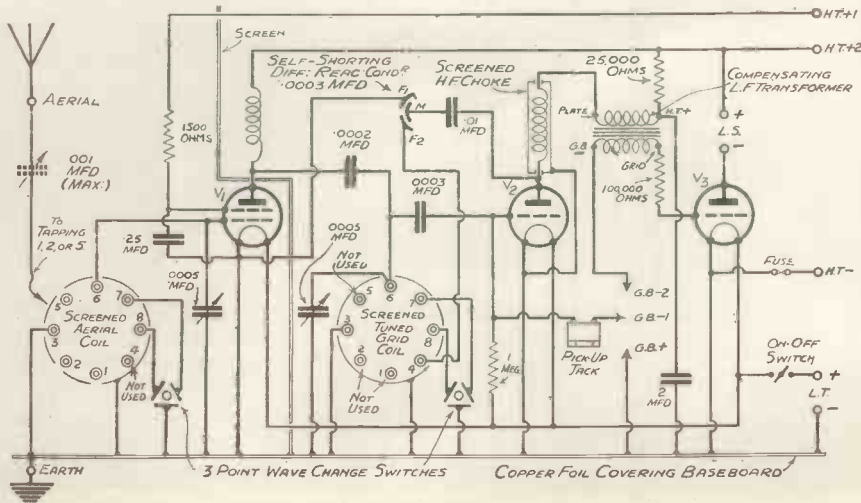 H.T.+1
H.T.+2
SCREEN
SELF-SHORTING
DIFF: REAC CONDR
.0003 MFD
F1
M
F2
SCREENED
H.F. CHOKE
25,000
OHMS
COMPENSATING
L.F. TRANSFORMER
AERIAL
1500
OHMS
.0002
MFD
.01
MFD
PLATE
H.T.+
G.B.
GRID
+
L.S.
-
.001
MFD
(MAX:)
V1
V2
V3
.0003
MFD
100,000
OHMS
TO
TAPPING
1, 2, OR 5
.25
MFD
.0005
MFD
.0005
MFD
NOT
USED
FUSE
H.T.-
G.B.-2
G.B.-1
G.B.+
PICK-UP
JACK
1
MEG.
2
MFD
ON-OFF
SWITCH
+
L.T.
-
5
6
7
SCREENED
AERIAL
COIL
3
8
2
1
4
NOT
USED
5
6
7
SCREENED
TUNED
GRID
COIL
3
8
2
1
4
NOT
USED
EARTH
3 POINT WAVE CHANGE SWITCHES
COPPER FOIL COVERING BASEBOARD